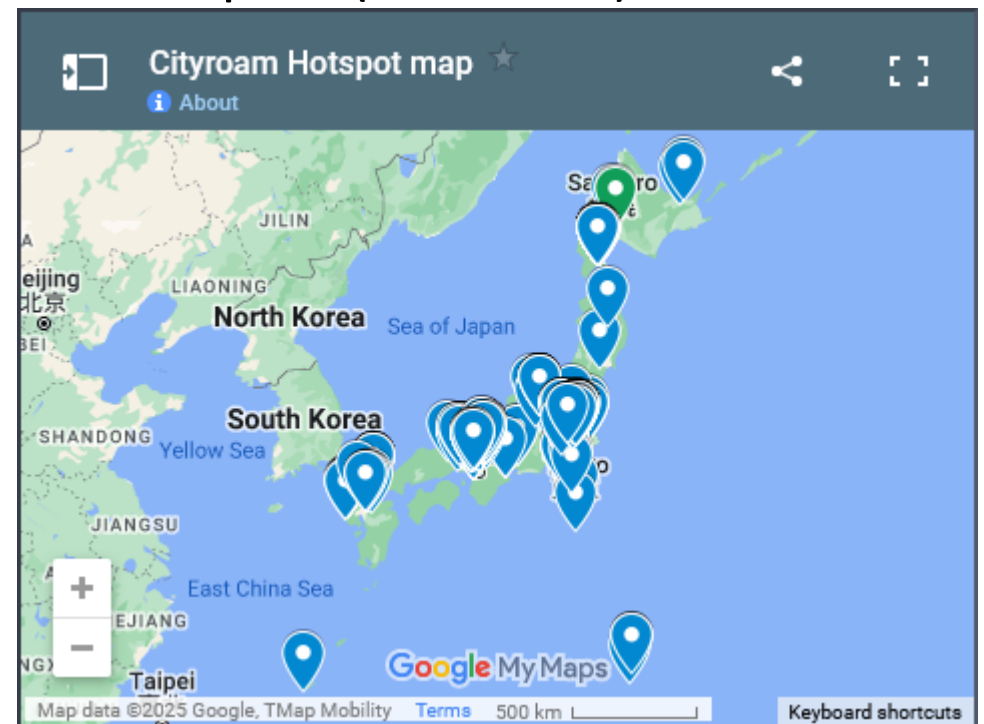 Cityroam Hotspot map
About
JILIN
eijing
北京
LIAONING
North Korea
Sea of Japan
South Korea
SHANDONG
Yellow Sea
JIANGSU
East China Sea
EJIANG
Taipei
Google My Maps
Map data ©2025 Google, TMap Mobility Terms 500 km Keyboard shortcuts